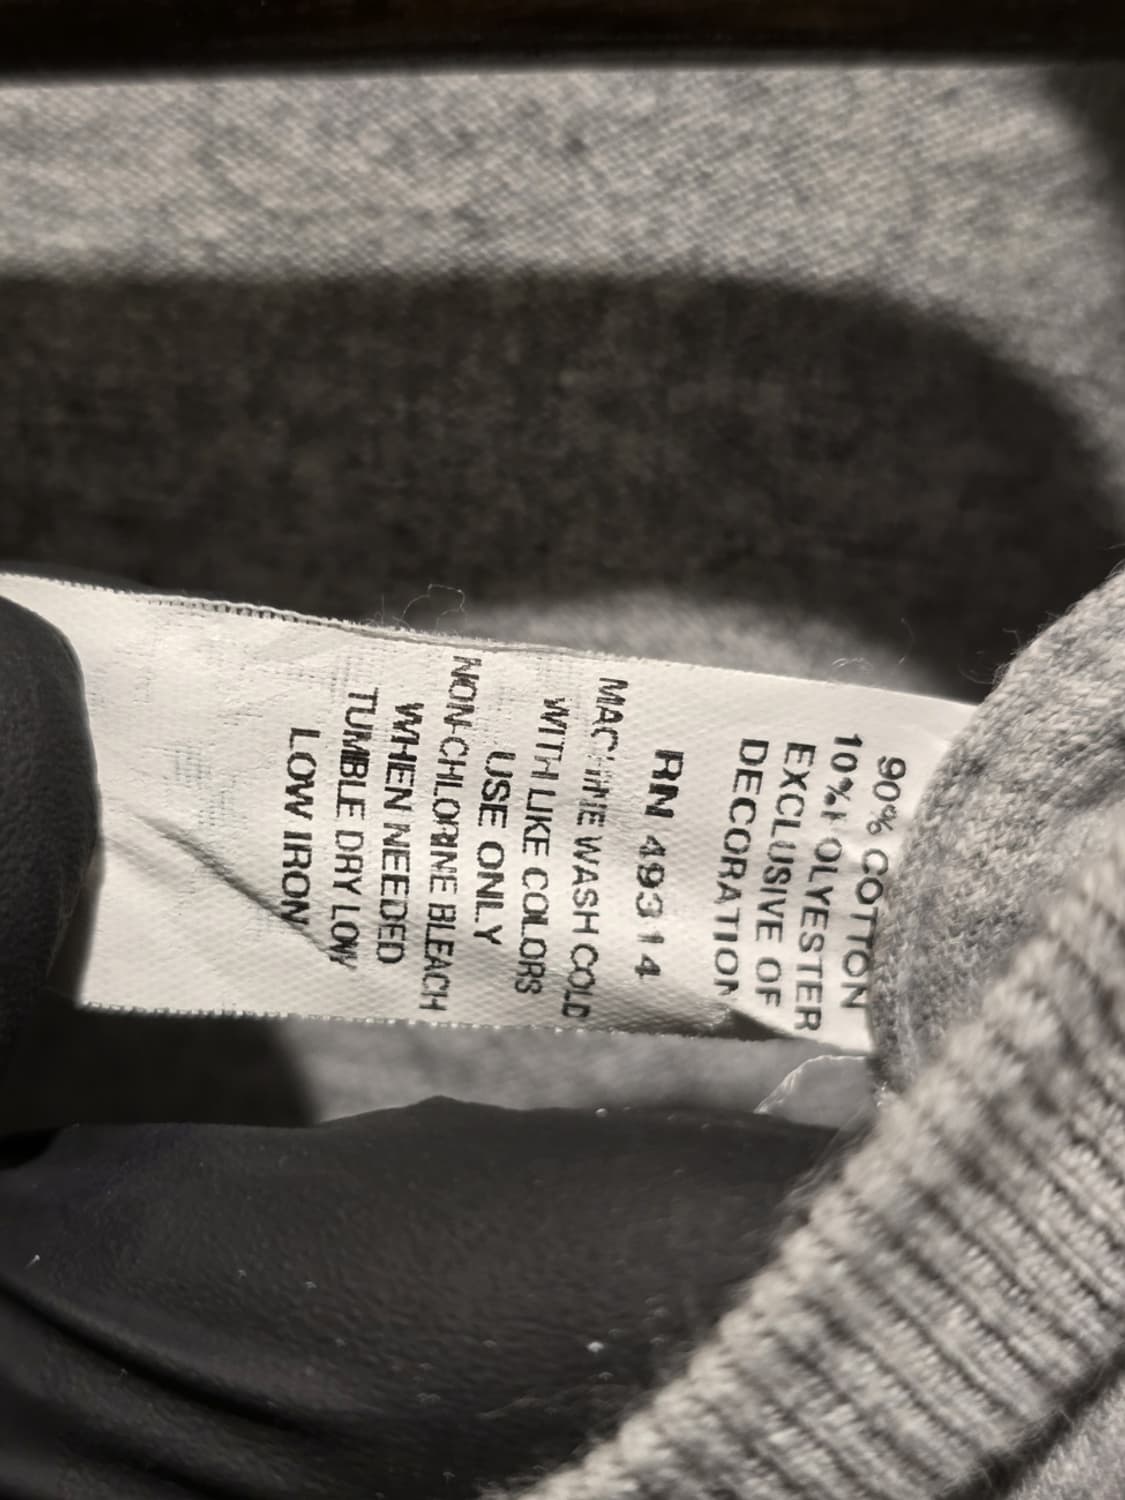 90% COTTON
10% POLYESTER
EXCLUSIVE OF
DECORATION
RN 49314
MACHINE WASH COLD
WITH LIKE COLORS
USE ONLY
NON-CHLORINE BLEACH
WHEN NEEDED
TUMBLE DRY LOW
LOW IRON